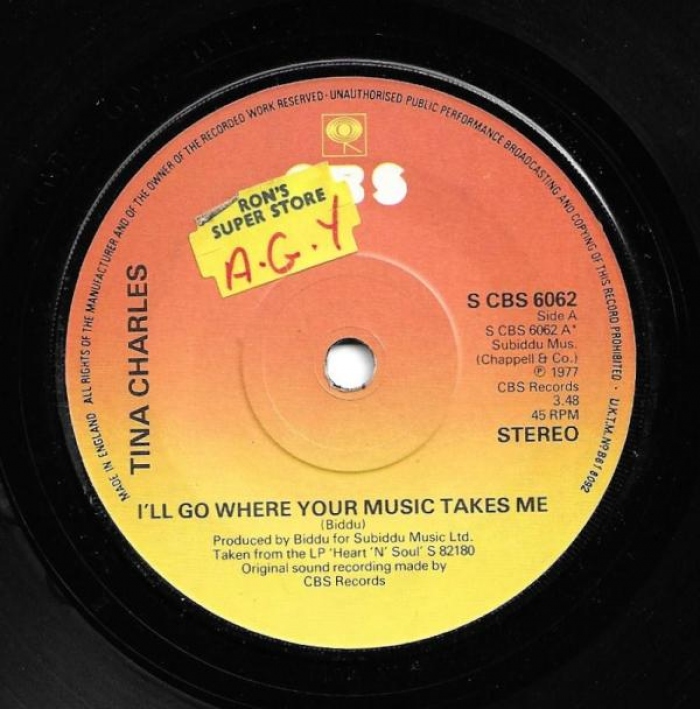 MADE IN ENGLAND ALL RIGHTS OF THE MANUFACTURER AND OF THE OWNER OF THE RECORDED WORK RESERVED · UNAUTHORISED PUBLIC PERFORMANCE BROADCASTING AND COPYING OF THIS RECORD PROHIBITED · U.K.T.M. Nº 861 8092
BS
RON'S
SUPER STORE
A.G.Y
TINA CHARLES
S CBS 6062
Side A
S CBS 6062 A*
Subiddu Mus.
(Chappell & Co.)
℗ 1977
CBS Records
3.48
45 RPM
STEREO
I'LL GO WHERE YOUR MUSIC TAKES ME
(Biddu)
Produced by Biddu for Subiddu Music Ltd.
Taken from the LP 'Heart 'N' Soul' S 82180
Original sound recording made by
CBS Records